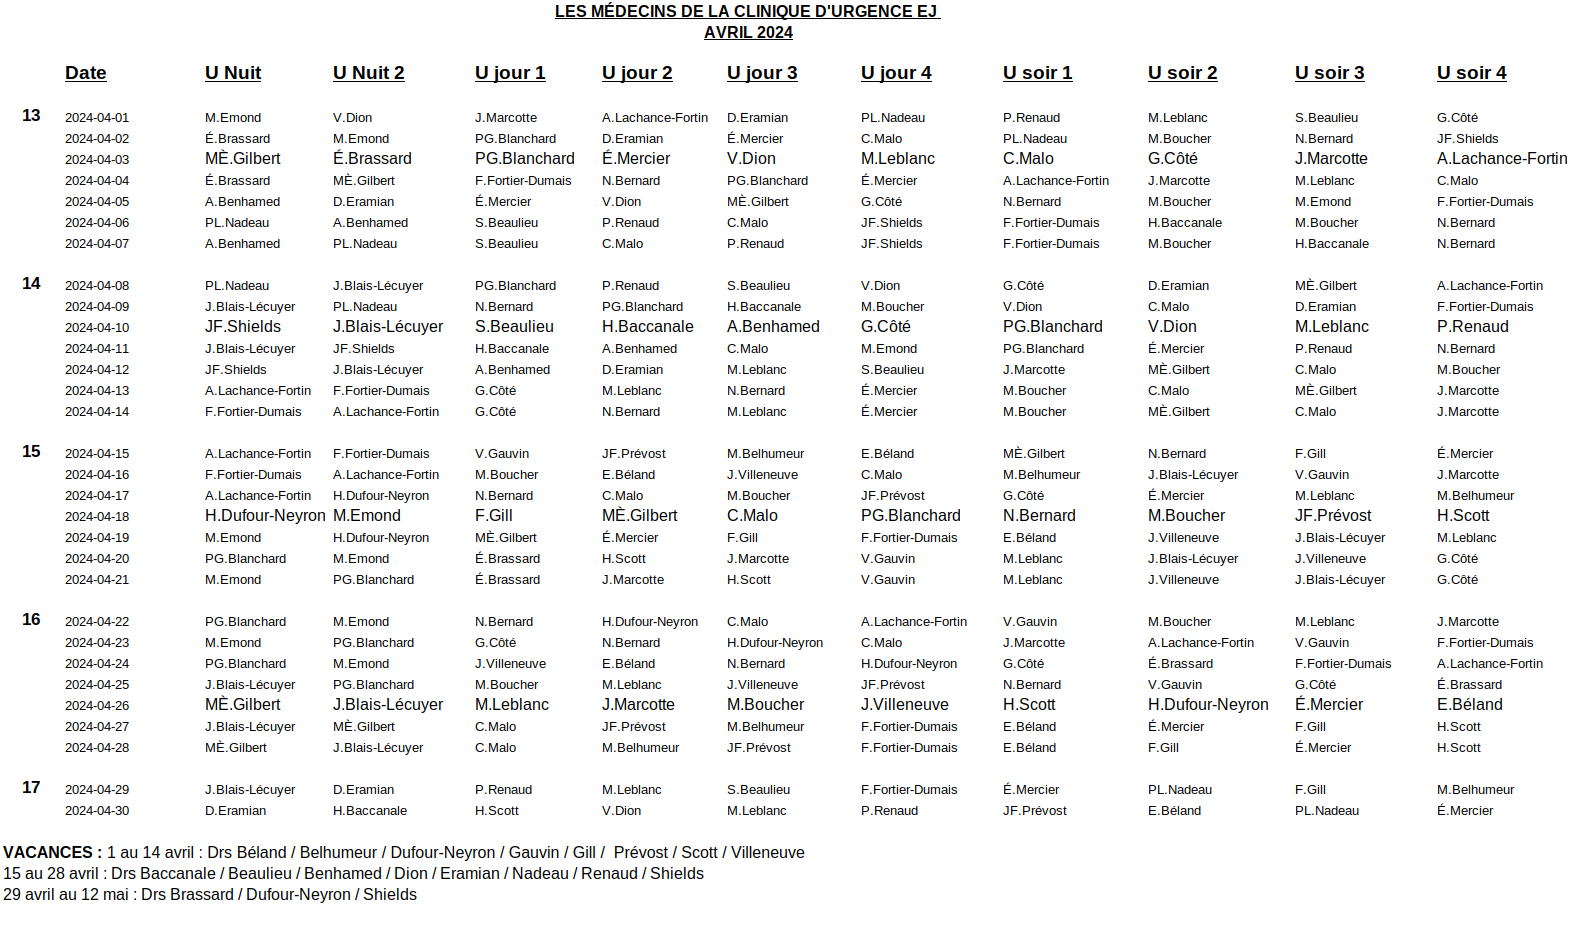 LES MÉDECINS DE LA CLINIQUE D'URGENCE EJ
AVRIL 2024
Date U Nuit U Nuit 2 U jour 1 U jour 2 U jour 3 U jour 4 U soir 1 U soir 2 U soir 3 U soir 4
13 2024-04-01 M.Emond V.Dion J.Marcotte A.Lachance-Fortin D.Eramian PL.Nadeau P.Renaud M.Leblanc S.Beaulieu G.Côté
2024-04-02 É.Brassard M.Emond PG.Blanchard D.Eramian É.Mercier C.Malo PL.Nadeau M.Boucher N.Bernard JF.Shields
2024-04-03 MÈ.Gilbert É.Brassard PG.Blanchard É.Mercier V.Dion M.Leblanc C.Malo G.Côté J.Marcotte A.Lachance-Fortin
2024-04-04 É.Brassard MÈ.Gilbert F.Fortier-Dumais N.Bernard PG.Blanchard É.Mercier A.Lachance-Fortin J.Marcotte M.Leblanc C.Malo
2024-04-05 A.Benhamed D.Eramian É.Mercier V.Dion MÈ.Gilbert G.Côté N.Bernard M.Boucher M.Emond F.Fortier-Dumais
2024-04-06 PL.Nadeau A.Benhamed S.Beaulieu P.Renaud C.Malo JF.Shields F.Fortier-Dumais H.Baccanale M.Boucher N.Bernard
2024-04-07 A.Benhamed PL.Nadeau S.Beaulieu C.Malo P.Renaud JF.Shields F.Fortier-Dumais M.Boucher H.Baccanale N.Bernard
14 2024-04-08 PL.Nadeau J.Blais-Lécuyer PG.Blanchard P.Renaud S.Beaulieu V.Dion G.Côté D.Eramian MÈ.Gilbert A.Lachance-Fortin
2024-04-09 J.Blais-Lécuyer PL.Nadeau N.Bernard PG.Blanchard H.Baccanale M.Boucher V.Dion C.Malo D.Eramian F.Fortier-Dumais
2024-04-10 JF.Shields J.Blais-Lécuyer S.Beaulieu H.Baccanale A.Benhamed G.Côté PG.Blanchard V.Dion M.Leblanc P.Renaud
2024-04-11 J.Blais-Lécuyer JF.Shields H.Baccanale A.Benhamed C.Malo M.Emond PG.Blanchard É.Mercier P.Renaud N.Bernard
2024-04-12 JF.Shields J.Blais-Lécuyer A.Benhamed D.Eramian M.Leblanc S.Beaulieu J.Marcotte MÈ.Gilbert C.Malo M.Boucher
2024-04-13 A.Lachance-Fortin F.Fortier-Dumais G.Côté M.Leblanc N.Bernard É.Mercier M.Boucher C.Malo MÈ.Gilbert J.Marcotte
2024-04-14 F.Fortier-Dumais A.Lachance-Fortin G.Côté N.Bernard M.Leblanc É.Mercier M.Boucher MÈ.Gilbert C.Malo J.Marcotte
15 2024-04-15 A.Lachance-Fortin F.Fortier-Dumais V.Gauvin JF.Prévost M.Belhumeur E.Béland MÈ.Gilbert N.Bernard F.Gill É.Mercier
2024-04-16 F.Fortier-Dumais A.Lachance-Fortin M.Boucher E.Béland J.Villeneuve C.Malo M.Belhumeur J.Blais-Lécuyer V.Gauvin J.Marcotte
2024-04-17 A.Lachance-Fortin H.Dufour-Neyron N.Bernard C.Malo M.Boucher JF.Prévost G.Côté É.Mercier M.Leblanc M.Belhumeur
2024-04-18 H.Dufour-Neyron M.Emond F.Gill MÈ.Gilbert C.Malo PG.Blanchard N.Bernard M.Boucher JF.Prévost H.Scott
2024-04-19 M.Emond H.Dufour-Neyron MÈ.Gilbert É.Mercier F.Gill F.Fortier-Dumais E.Béland J.Villeneuve J.Blais-Lécuyer M.Leblanc
2024-04-20 PG.Blanchard M.Emond É.Brassard H.Scott J.Marcotte V.Gauvin M.Leblanc J.Blais-Lécuyer J.Villeneuve G.Côté
2024-04-21 M.Emond PG.Blanchard É.Brassard J.Marcotte H.Scott V.Gauvin M.Leblanc J.Villeneuve J.Blais-Lécuyer G.Côté
16 2024-04-22 PG.Blanchard M.Emond N.Bernard H.Dufour-Neyron C.Malo A.Lachance-Fortin V.Gauvin M.Boucher M.Leblanc J.Marcotte
2024-04-23 M.Emond PG.Blanchard G.Côté N.Bernard H.Dufour-Neyron C.Malo J.Marcotte A.Lachance-Fortin V.Gauvin F.Fortier-Dumais
2024-04-24 PG.Blanchard M.Emond J.Villeneuve E.Béland N.Bernard H.Dufour-Neyron G.Côté É.Brassard F.Fortier-Dumais A.Lachance-Fortin
2024-04-25 J.Blais-Lécuyer PG.Blanchard M.Boucher M.Leblanc J.Villeneuve JF.Prévost N.Bernard V.Gauvin G.Côté É.Brassard
2024-04-26 MÈ.Gilbert J.Blais-Lécuyer M.Leblanc J.Marcotte M.Boucher J.Villeneuve H.Scott H.Dufour-Neyron É.Mercier E.Béland
2024-04-27 J.Blais-Lécuyer MÈ.Gilbert C.Malo JF.Prévost M.Belhumeur F.Fortier-Dumais E.Béland É.Mercier F.Gill H.Scott
2024-04-28 MÈ.Gilbert J.Blais-Lécuyer C.Malo M.Belhumeur JF.Prévost F.Fortier-Dumais E.Béland F.Gill É.Mercier H.Scott
17 2024-04-29 J.Blais-Lécuyer D.Eramian P.Renaud M.Leblanc S.Beaulieu F.Fortier-Dumais É.Mercier PL.Nadeau F.Gill M.Belhumeur
2024-04-30 D.Eramian H.Baccanale H.Scott V.Dion M.Leblanc P.Renaud JF.Prévost E.Béland PL.Nadeau É.Mercier
VACANCES : 1 au 14 avril : Drs Béland / Belhumeur / Dufour-Neyron / Gauvin / Gill / Prévost / Scott / Villeneuve
15 au 28 avril : Drs Baccanale / Beaulieu / Benhamed / Dion / Eramian / Nadeau / Renaud / Shields
29 avril au 12 mai : Drs Brassard / Dufour-Neyron / Shields